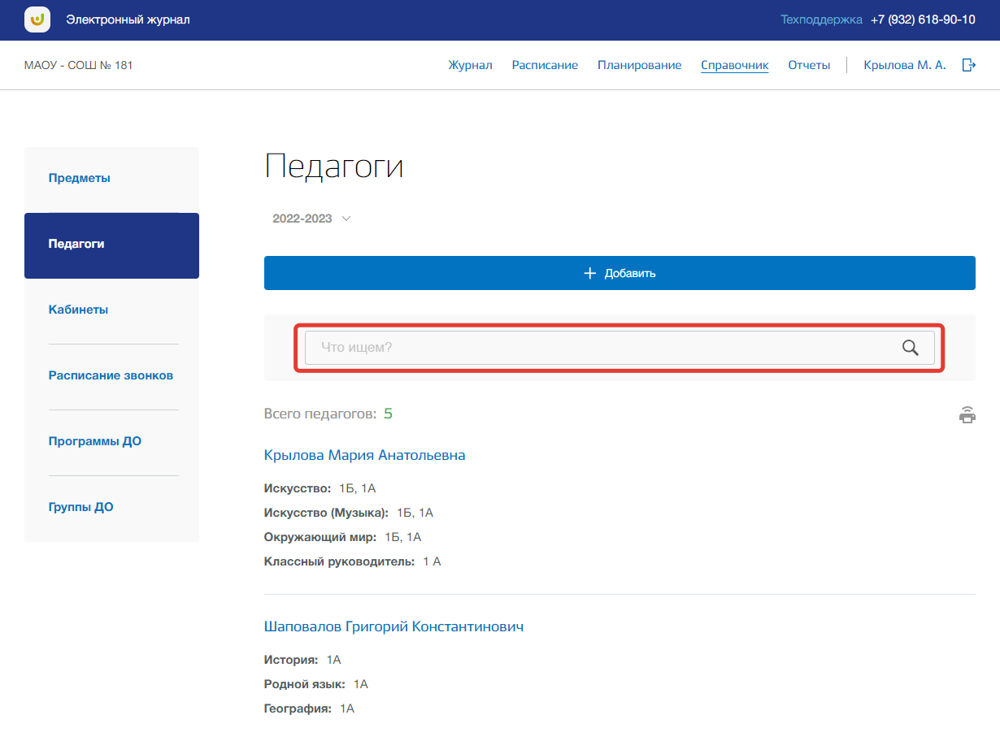 Электронный журнал
Техподдержка +7 (932) 618-90-10
МАОУ - СОШ № 181
Журнал Расписание Планирование Справочник Отчеты Крылова М. А.
Предметы
Педагоги
Кабинеты
Расписание звонков
Программы ДО
Группы ДО
Педагоги
2022-2023
Добавить
Что ищем?
Всего педагогов: 5
Крылова Мария Анатольевна
Искусство: 1Б, 1А
Искусство (Музыка): 1Б, 1А
Окружающий мир: 1Б, 1А
Классный руководитель: 1 А
Шаповалов Григорий Константинович
История: 1А
Родной язык: 1А
География: 1А